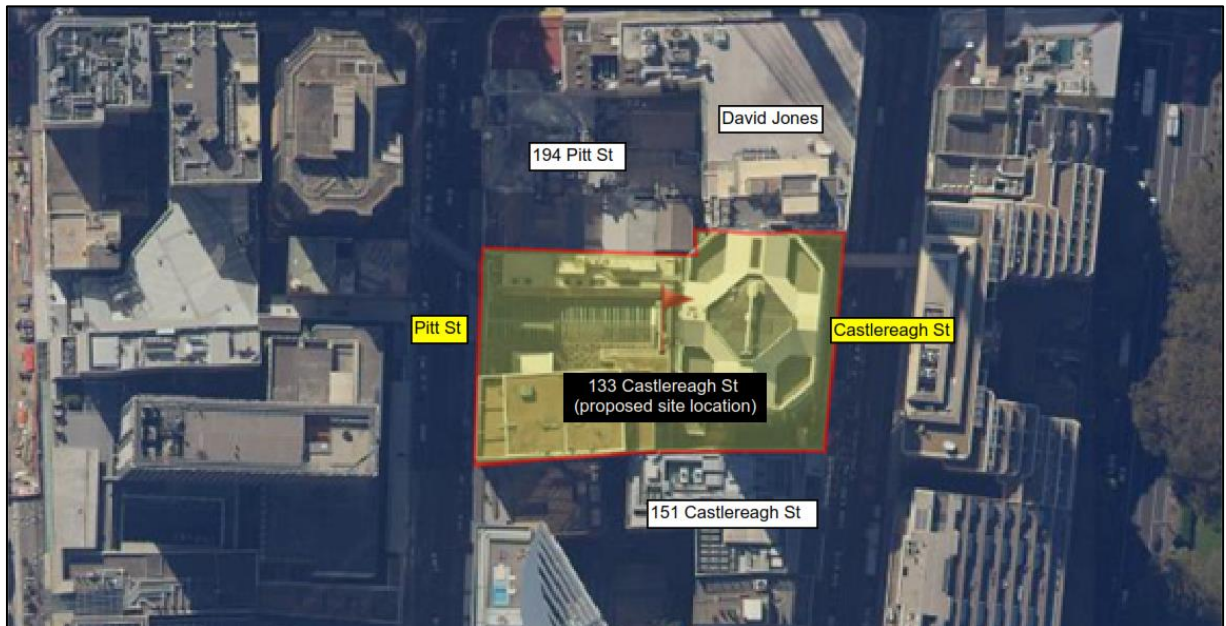 David Jones
194 Pitt St
Pitt St
Castlereagh St
133 Castlereagh St
(proposed site location)
151 Castlereagh St